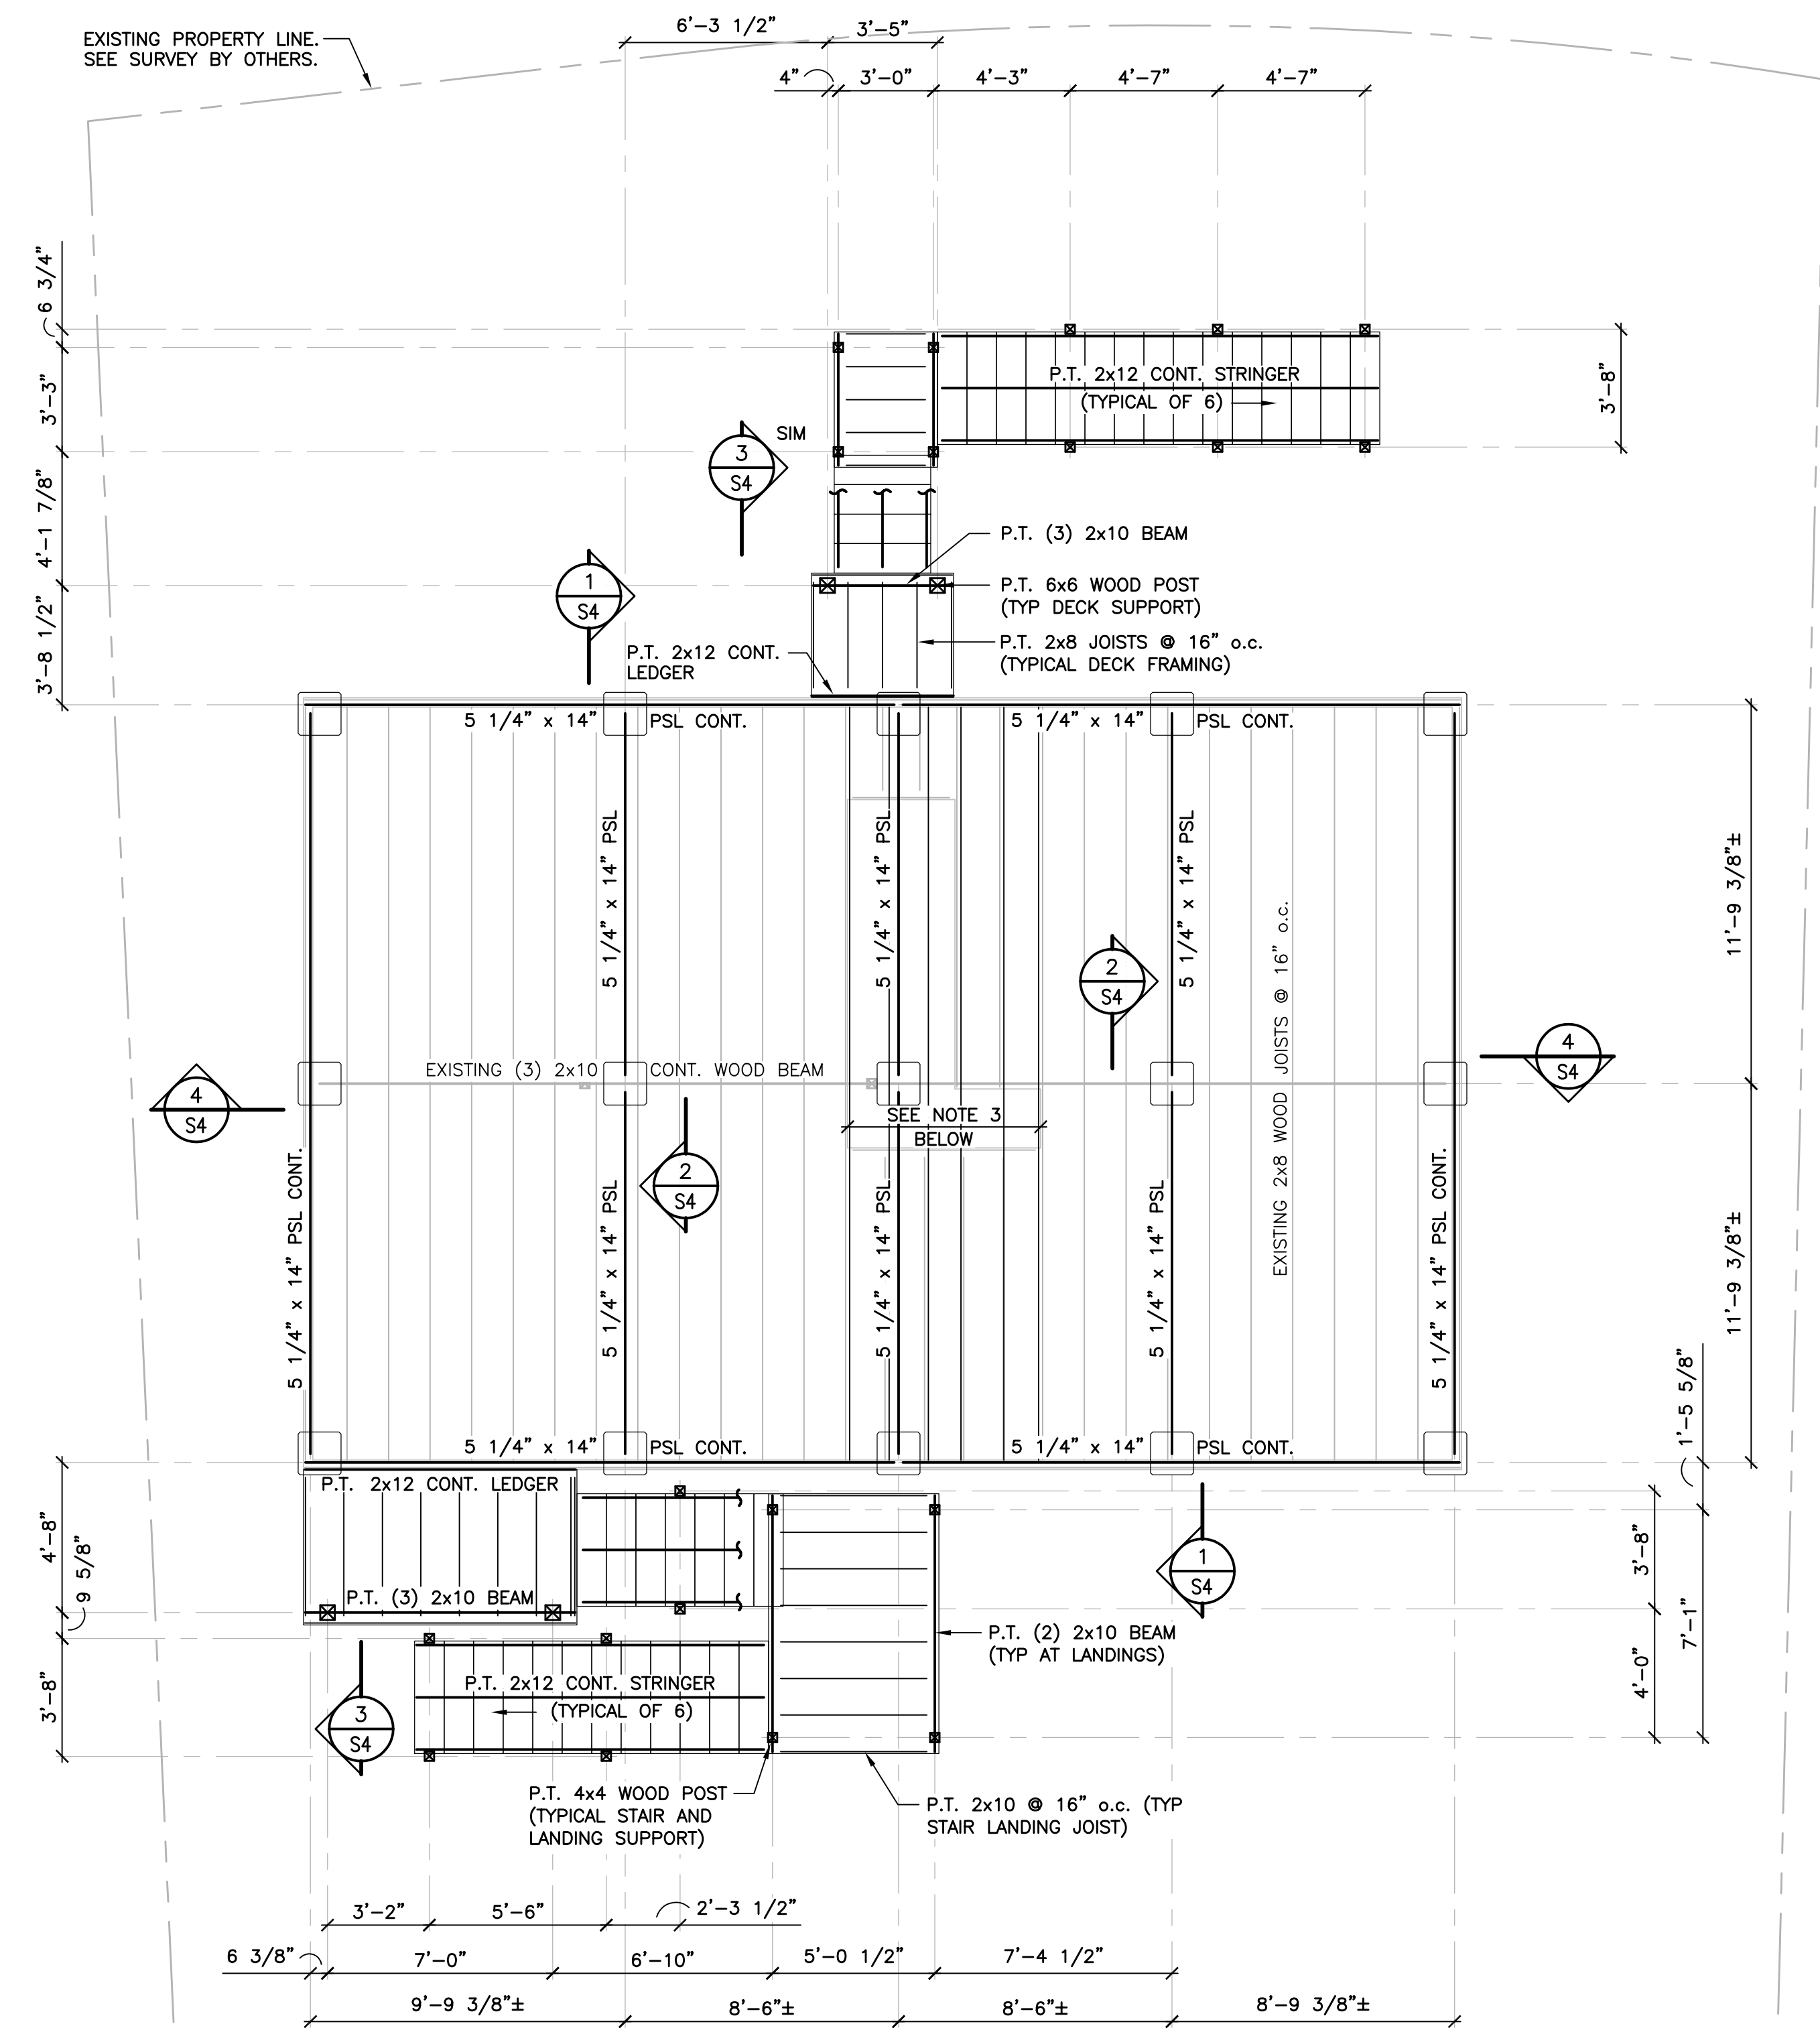 EXISTING PROPERTY LINE.
SEE SURVEY BY OTHERS.
6'-3 1/2"
3'-5"
4"
3'-0"
4'-3"
4'-7"
4'-7"
6 3/4"
3'-3"
4'-1 7/8"
3'-8 1/2"
P.T. 2x12 CONT. STRINGER
(TYPICAL OF 6)
3'-8"
3
S4
SIM
1
S4
P.T. (3) 2x10 BEAM
P.T. 6x6 WOOD POST
(TYP DECK SUPPORT)
P.T. 2x8 JOISTS @ 16" o.c.
(TYPICAL DECK FRAMING)
P.T. 2x12 CONT.
LEDGER
5 1/4" x 14" PSL CONT.
5 1/4" x 14" PSL CONT.
5 1/4" x 14" PSL
5 1/4" x 14" PSL
5 1/4" x 14" PSL
11'-9 3/8"±
2
S4
EXISTING 2x8 WOOD JOISTS @ 16" o.c.
EXISTING (3) 2x10 CONT. WOOD BEAM
4
S4
4
S4
SEE NOTE 3
BELOW
2
S4
5 1/4" x 14" PSL CONT.
5 1/4" x 14" PSL
5 1/4" x 14" PSL
5 1/4" x 14" PSL
5 1/4" x 14" PSL CONT.
11'-9 3/8"±
5 1/4" x 14" PSL CONT.
5 1/4" x 14" PSL CONT.
1'-5 5/8"
P.T. 2x12 CONT. LEDGER
4'-8"
9 5/8"
3'-8"
P.T. (3) 2x10 BEAM
1
S4
3'-8"
7'-1"
4'-0"
P.T. (2) 2x10 BEAM
(TYP AT LANDINGS)
P.T. 2x12 CONT. STRINGER
(TYPICAL OF 6)
3
S4
P.T. 4x4 WOOD POST
(TYPICAL STAIR AND
LANDING SUPPORT)
P.T. 2x10 @ 16" o.c. (TYP
STAIR LANDING JOIST)
3'-2"
5'-6"
2'-3 1/2"
6 3/8"
7'-0"
6'-10"
5'-0 1/2"
7'-4 1/2"
9'-9 3/8"±
8'-6"±
8'-6"±
8'-9 3/8"±